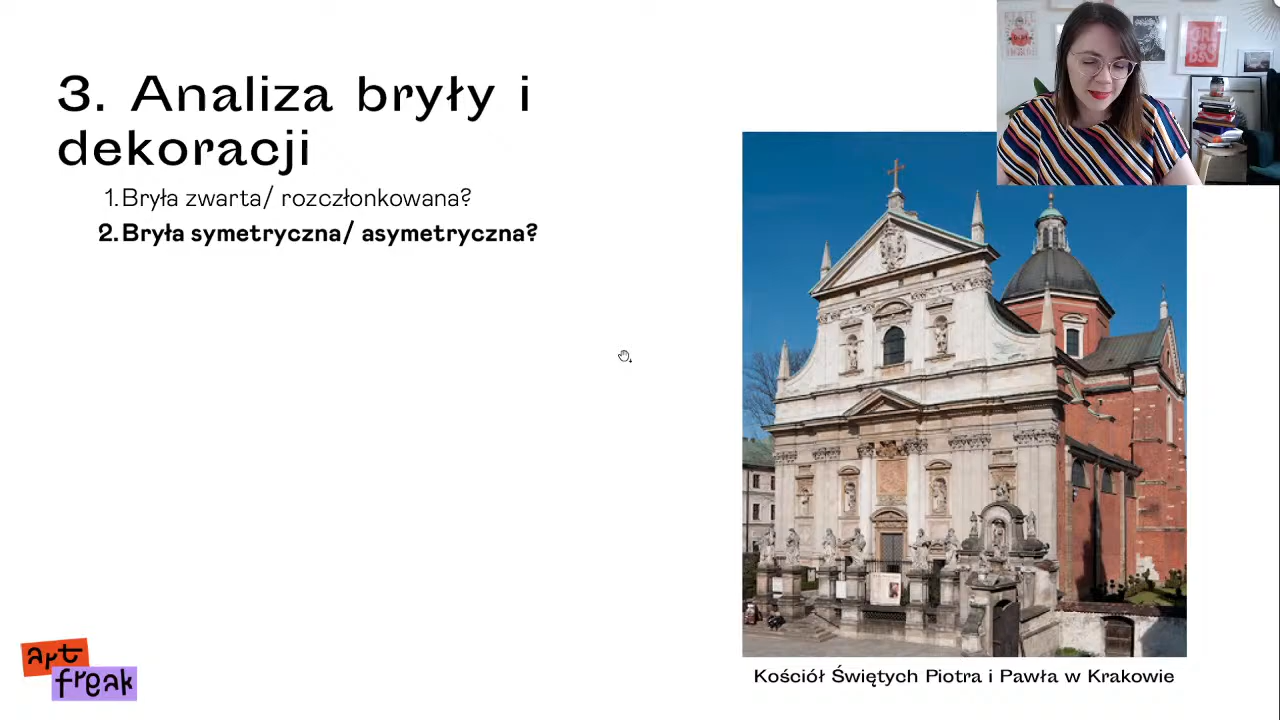 3. Analiza bryły i
dekoracji
1. Bryła zwarta/ rozczłonkowana?
2. Bryła symetryczna/ asymetryczna?
Kościół Świętych Piotra i Pawła w Krakowie
art
freak